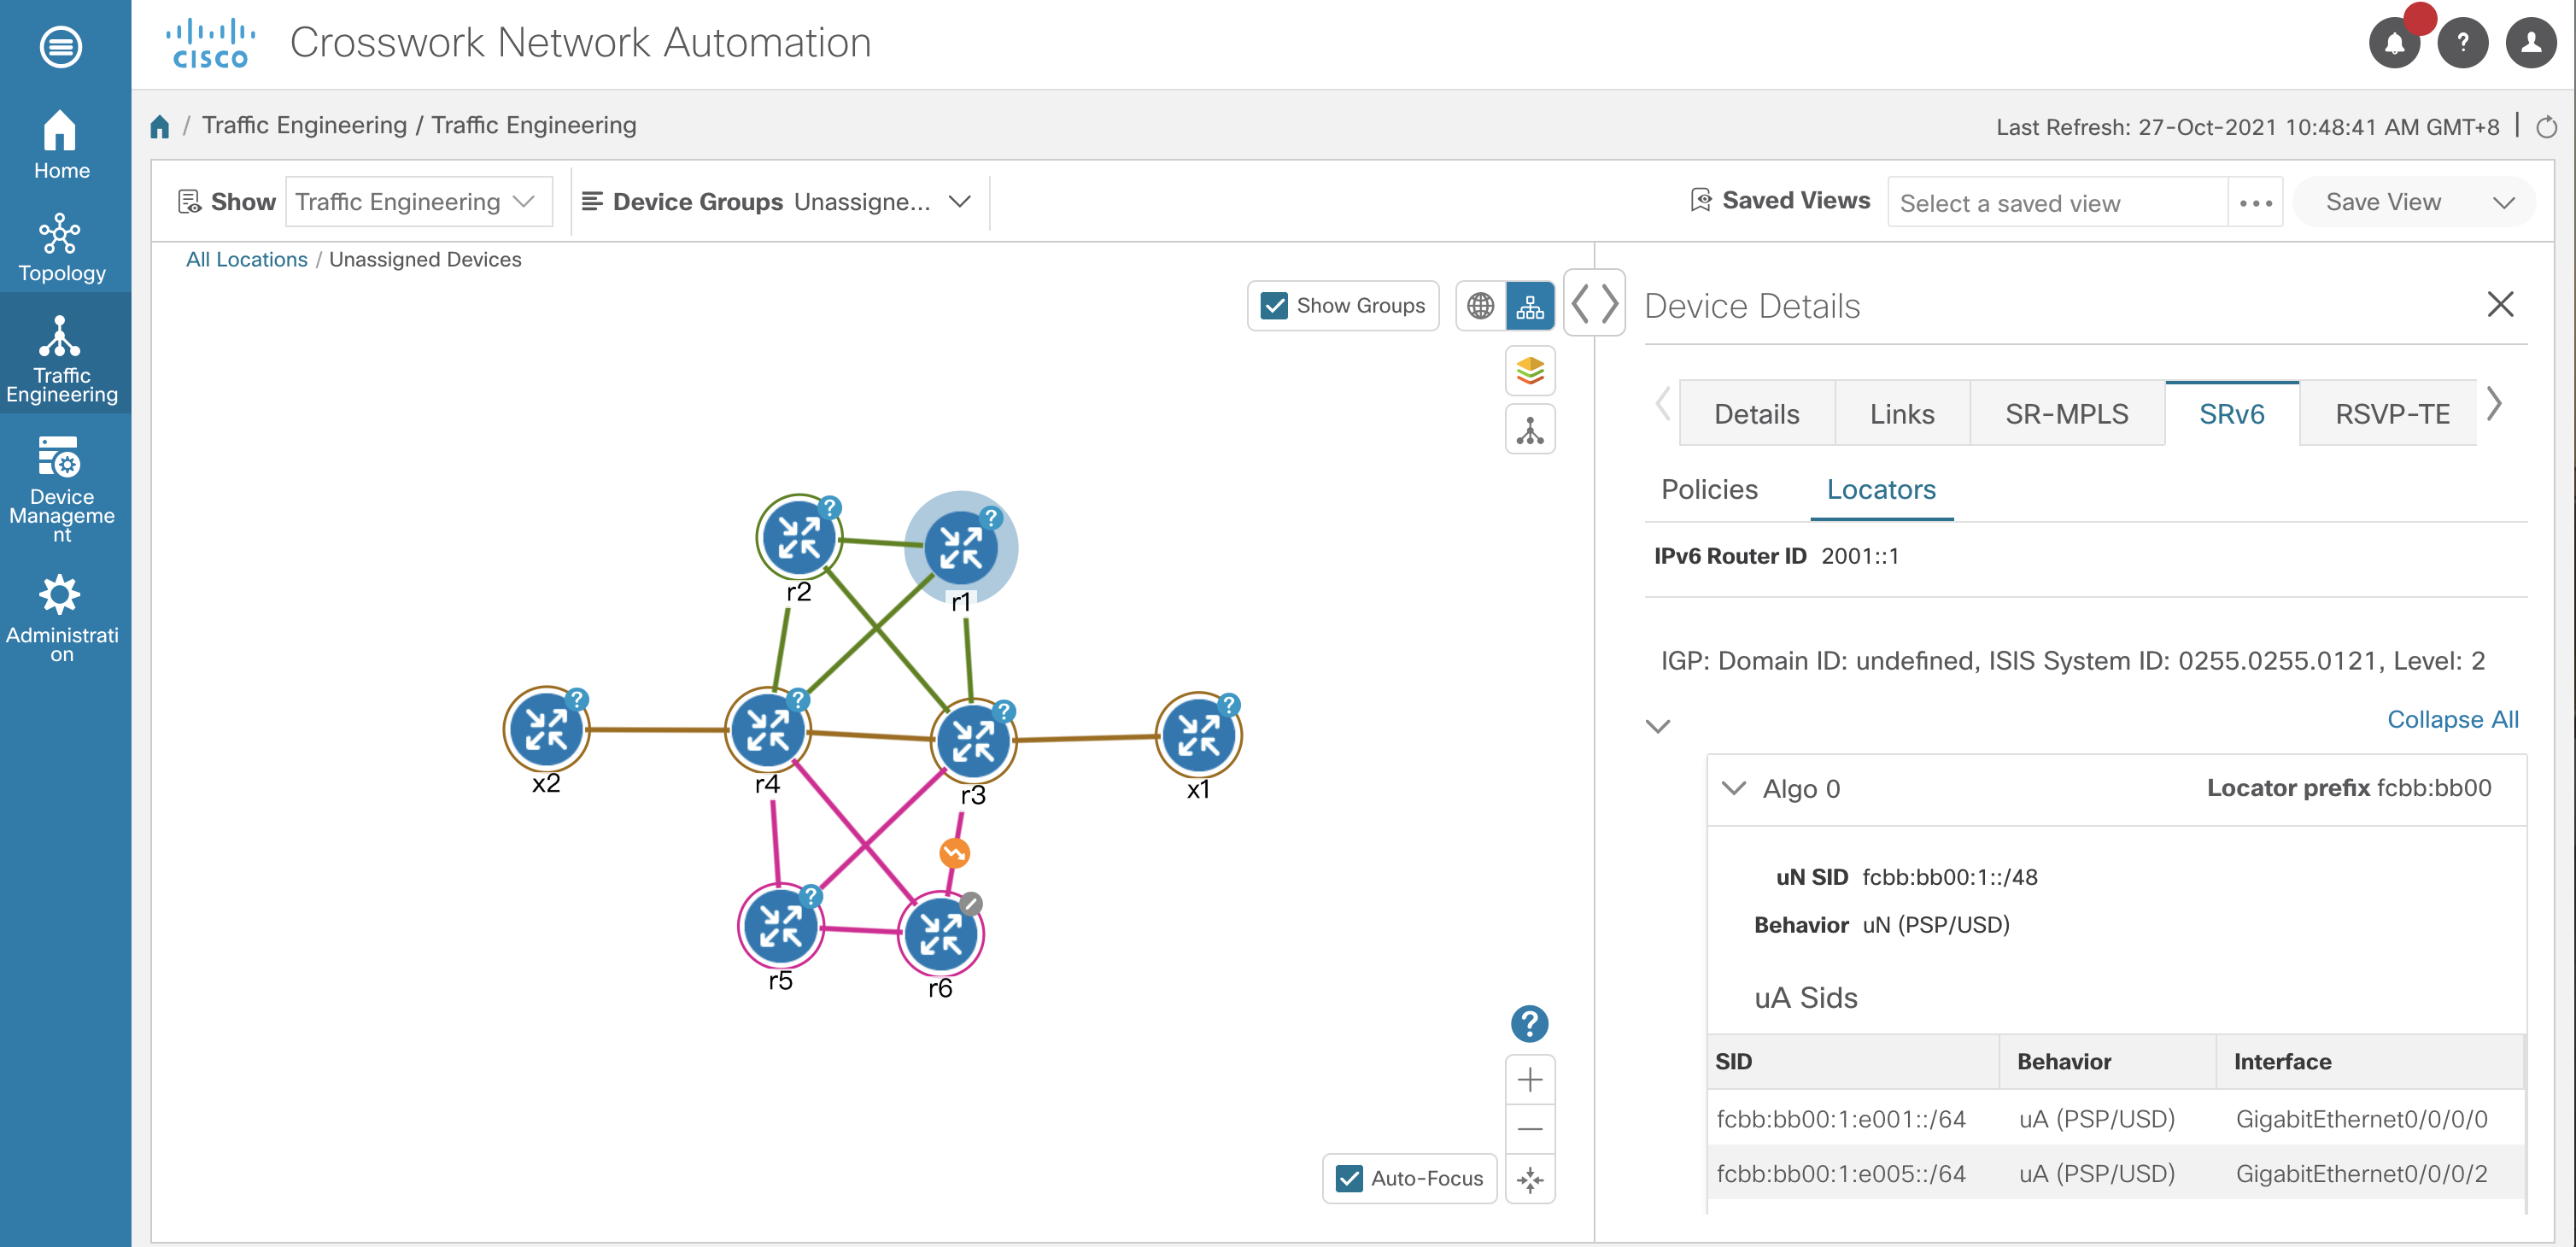 CISCO Crosswork Network Automation
Home
Topology
Traffic
Engineering
Device
Manageme
nt
Administrati
on
/ Traffic Engineering / Traffic Engineering
Last Refresh: 27-Oct-2021 10:48:41 AM GMT+8 |
Show Traffic Engineering
Device Groups Unassigne...
Saved Views Select a saved view
Save View
All Locations / Unassigned Devices
Show Groups
r2
r1
x2
r4
r3
x1
r5
r6
Auto-Focus
Device Details
Details Links SR-MPLS SRv6 RSVP-TE
Policies Locators
IPv6 Router ID 2001::1
IGP: Domain ID: undefined, ISIS System ID: 0255.0255.0121, Level: 2
Collapse All
Algo 0 Locator prefix fcbb:bb00
uN SID fcbb:bb00:1::/48
Behavior uN (PSP/USD)
uA Sids
SID Behavior Interface
fcbb:bb00:1:e001::/64 uA (PSP/USD) GigabitEthernet0/0/0/0
fcbb:bb00:1:e005::/64 uA (PSP/USD) GigabitEthernet0/0/0/2